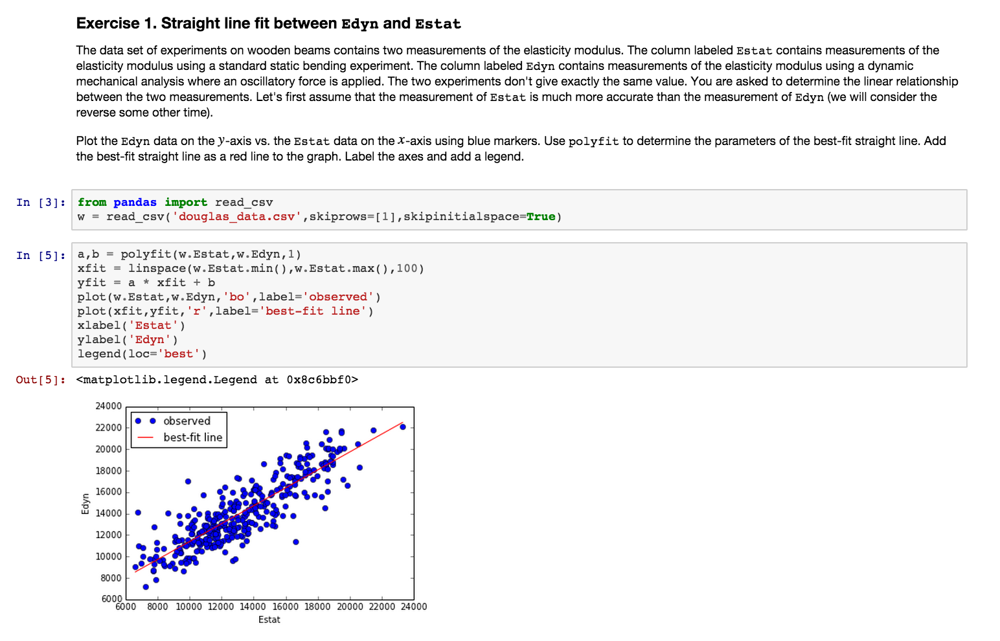 Exercise 1. Straight line fit between Edyn and Estat
The data set of experiments on wooden beams contains two measurements of the elasticity modulus. The column labeled Estat contains measurements of the
elasticity modulus using a standard static bending experiment. The column labeled Edyn contains measurements of the elasticity modulus using a dynamic
mechanical analysis where an oscillatory force is applied. The two experiments don't give exactly the same value. You are asked to determine the linear relationship
between the two measurements. Let's first assume that the measurement of Estat is much more accurate than the measurement of Edyn (we will consider the
reverse some other time).
Plot the Edyn data on the y-axis vs. the Estat data on the x-axis using blue markers. Use polyfit to determine the parameters of the best-fit straight line. Add
the best-fit straight line as a red line to the graph. Label the axes and add a legend.
In [3]: from pandas import read_csv
w = read_csv('douglas_data.csv',skiprows=[1],skipinitialspace=True)
In [5]: a,b = polyfit(w.Estat,w.Edyn,1)
xfit = linspace(w.Estat.min(),w.Estat.max(),100)
yfit = a * xfit + b
plot(w.Estat,w.Edyn,'bo',label='observed')
plot(xfit,yfit,'r',label='best-fit line')
xlabel('Estat')
ylabel('Edyn')
legend(loc='best')
Out[5]: <matplotlib.legend.Legend at 0x8c6bbf0>
24000
22000
20000
18000
16000
14000
12000
10000
8000
6000
Edyn
observed
best-fit line
6000 8000 10000 12000 14000 16000 18000 20000 22000 24000
Estat